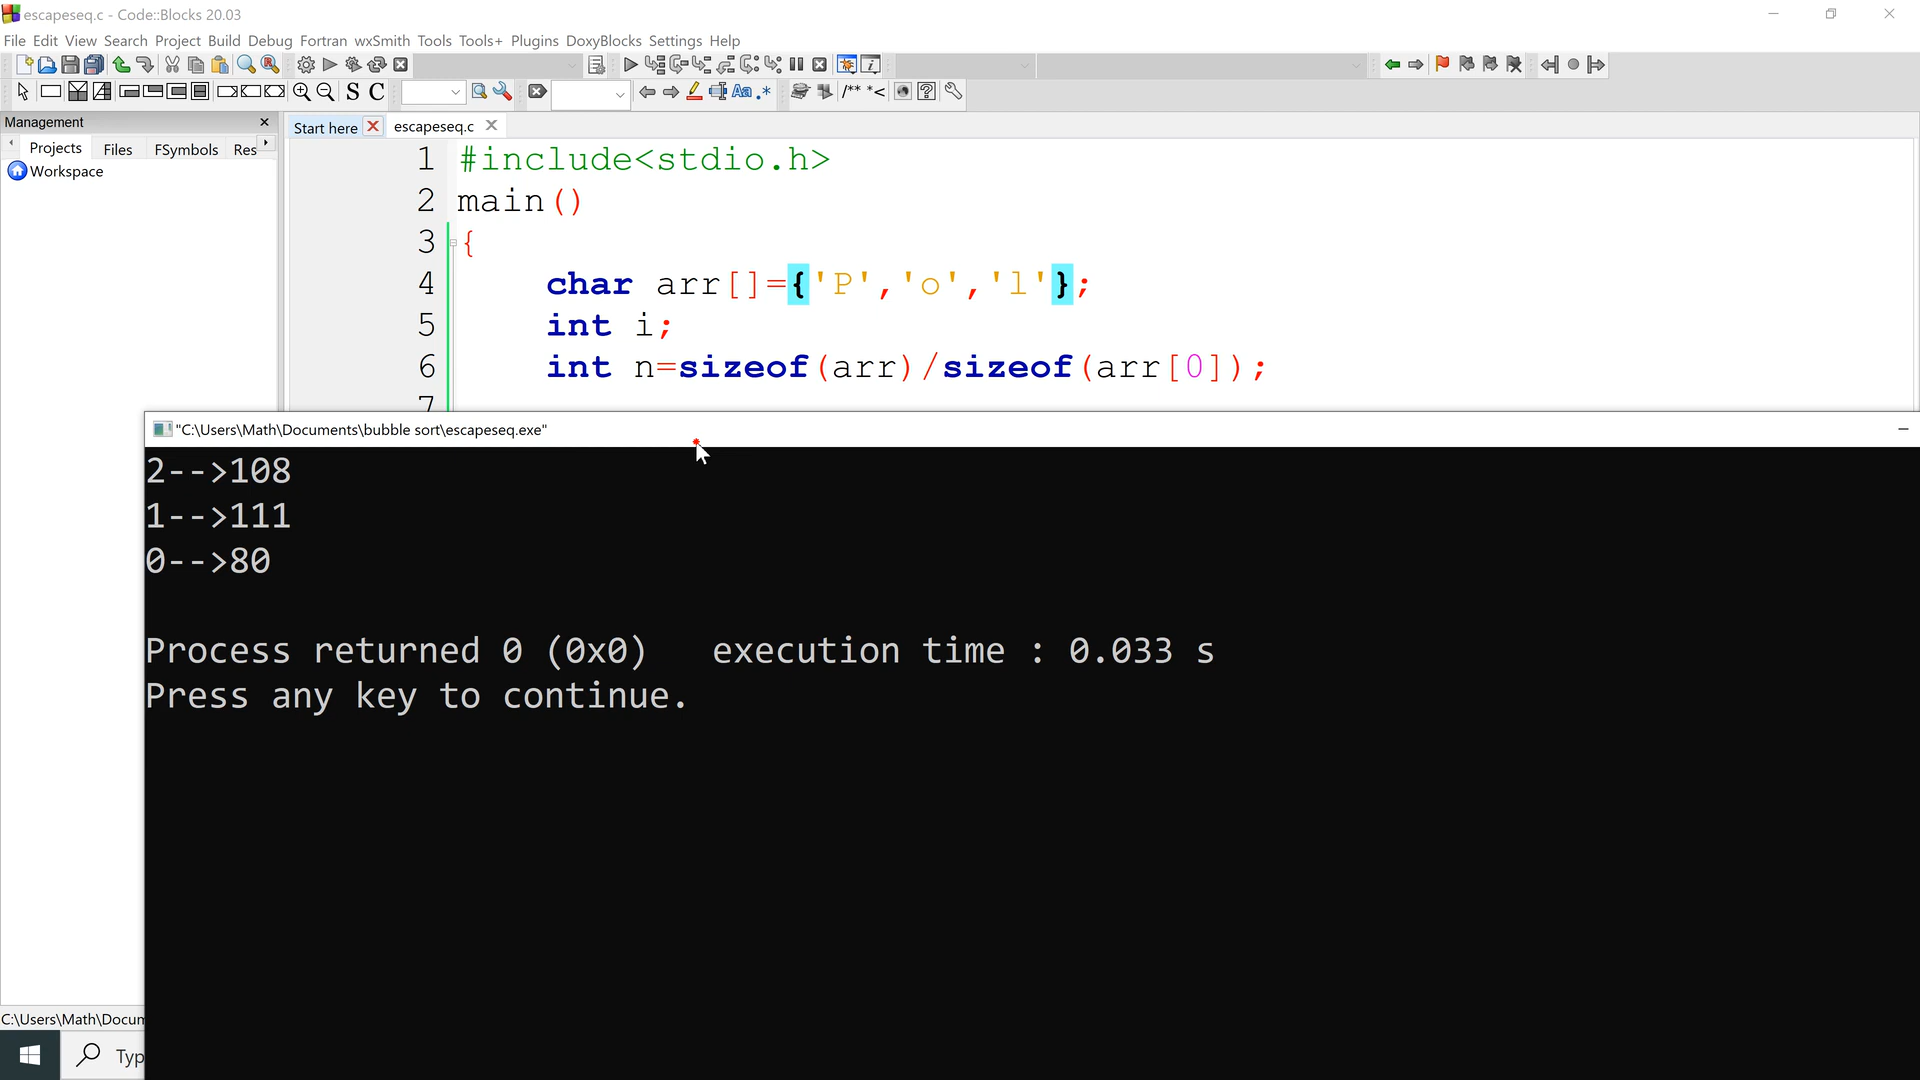 escapeseq.c - Code::Blocks 20.03
File Edit View Search Project Build Debug Fortran wxSmith Tools Tools+ Plugins DoxyBlocks Settings Help
S C
Aa .* /** *<
Management
Start here escapeseq.c
Projects Files FSymbols Res
Workspace
1 #include<stdio.h>
2 main()
3 {
4 char arr[]={'P','o','l'};
5 int i;
6 int n=sizeof(arr)/sizeof(arr[0]);
7
"C:\Users\Math\Documents\bubble sort\escapeseq.exe"
2-->108
1-->111
0-->80
Process returned 0 (0x0)   execution time : 0.033 s
Press any key to continue.
C:\Users\Math\Docum
Typ